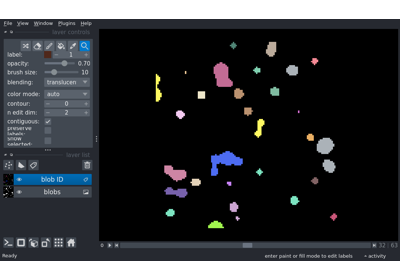 File View Window Plugins Help
layer controls
label: 1
opacity: 0.70
brush size: 10
blending: translucen
color mode: auto
contour: 0
n edit dim: 2
contiguous:
preserve labels:
show selected:
layer list
blob ID
blobs
32 63
Ready enter paint or fill mode to edit labels activity